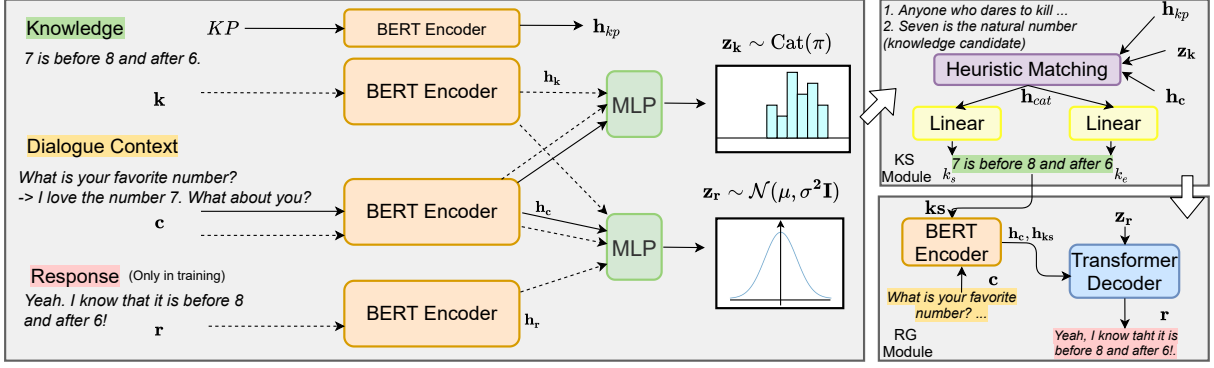 Knowledge
7 is before 8 and after 6.
k
KP
BERT Encoder
h_kp
BERT Encoder
h_k
MLP
z_k ∼ Cat(π)
Dialogue Context
What is your favorite number?
-> I love the number 7. What about you?
c
BERT Encoder
h_c
MLP
z_r ∼ N(μ, σ²I)
Response (Only in training)
Yeah. I know that it is before 8
and after 6!
r
BERT Encoder
h_r
1. Anyone who dares to kill ...
2. Seven is the natural number
(knowledge candidate)
h_kp
z_k
h_c
Heuristic Matching
h_cat
Linear
Linear
KS
Module
7 is before 8 and after 6
k_s
k_e
ks
BERT
Encoder
h_c, h_ks
z_r
Transformer
Decoder
c
What is your favorite
number? ...
r
RG
Module
Yeah, I know taht it is
before 8 and after 6!.